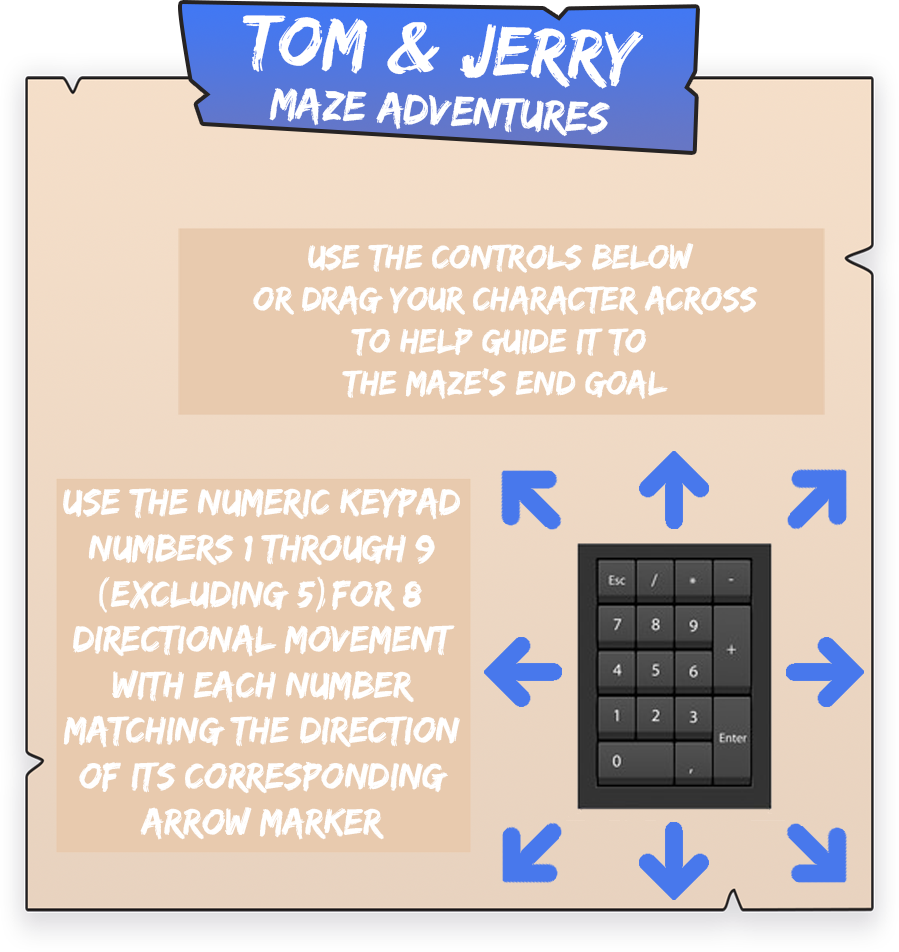 TOM & JERRY
MAZE ADVENTURES
USE THE CONTROLS BELOW
OR DRAG YOUR CHARACTER ACROSS
TO HELP GUIDE IT TO
THE MAZE'S END GOAL
USE THE NUMERIC KEYPAD
NUMBERS 1 THROUGH 9
(EXCLUDING 5) FOR 8
DIRECTIONAL MOVEMENT
WITH EACH NUMBER
MATCHING THE DIRECTION
OF ITS CORRESPONDING
ARROW MARKER
Esc / * -
7 8 9
+
4 5 6
1 2 3
Enter
0 ,